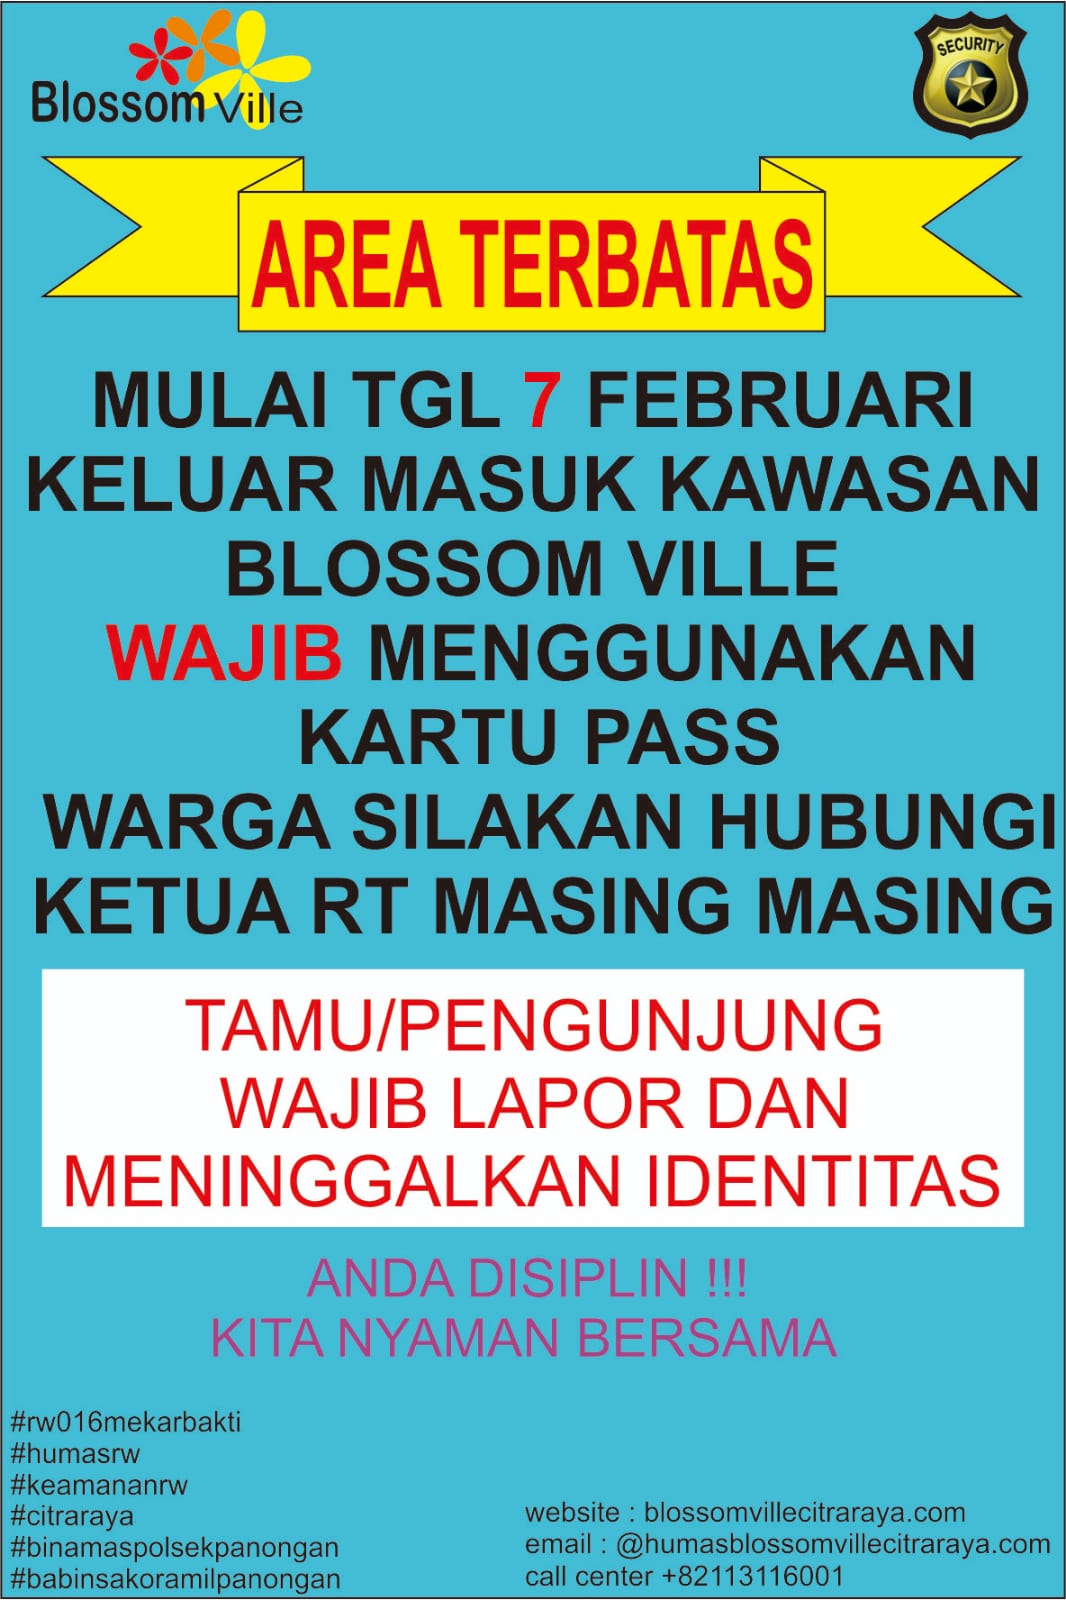 Blossom Ville
SECURITY
AREA TERBATAS
MULAI TGL 7 FEBRUARI
KELUAR MASUK KAWASAN
BLOSSOM VILLE
WAJIB MENGGUNAKAN
KARTU PASS
WARGA SILAKAN HUBUNGI
KETUA RT MASING MASING
TAMU/PENGUNJUNG
WAJIB LAPOR DAN
MENINGGALKAN IDENTITAS
ANDA DISIPLIN !!!
KITA NYAMAN BERSAMA
#rw016mekarbakti
#humasrw
#keamananrw
#citraraya
#binamaspolsekpanongan
#babinsakoramilpanongan
website : blossomvillecitraraya.com
email : @humasblossomvillecitraraya.com
call center +82113116001